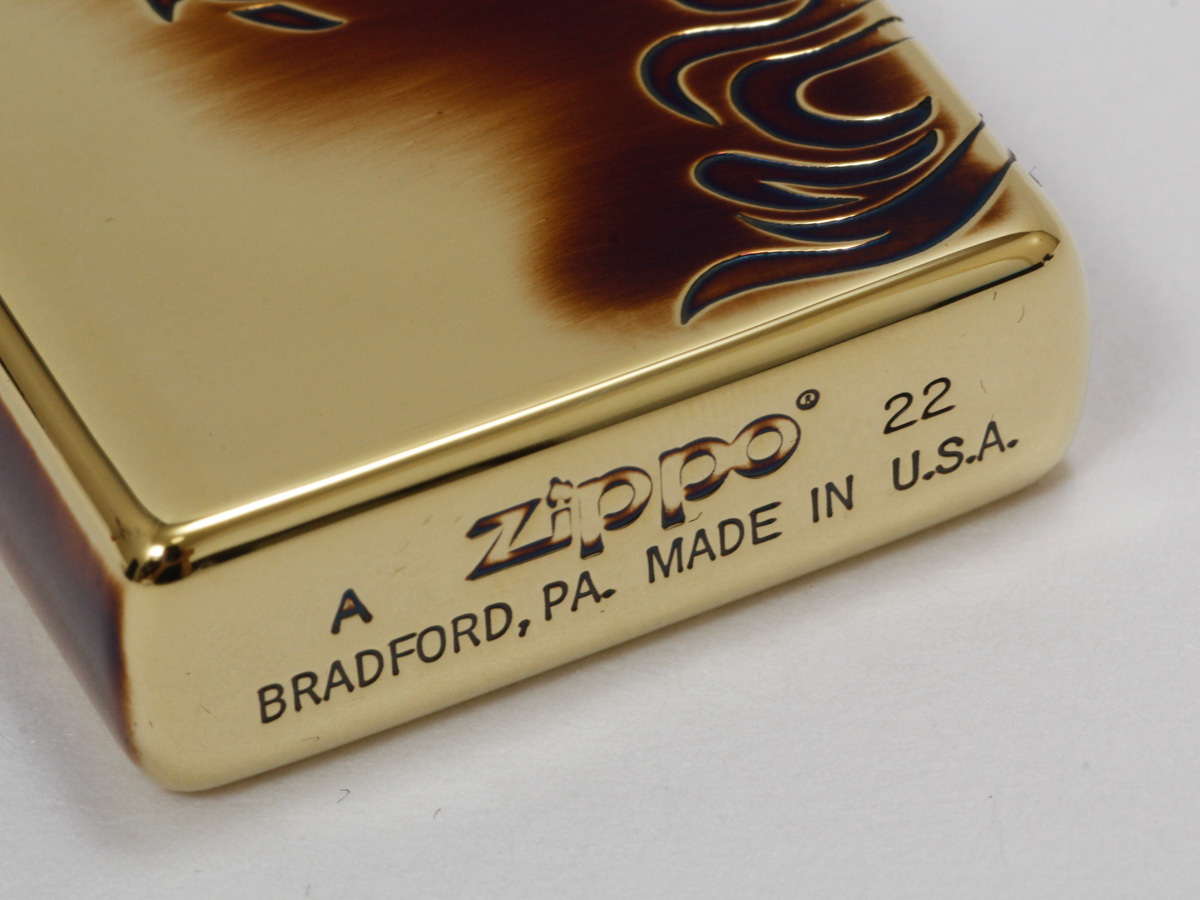 A zippo® 22
BRADFORD, PA. MADE IN U.S.A.